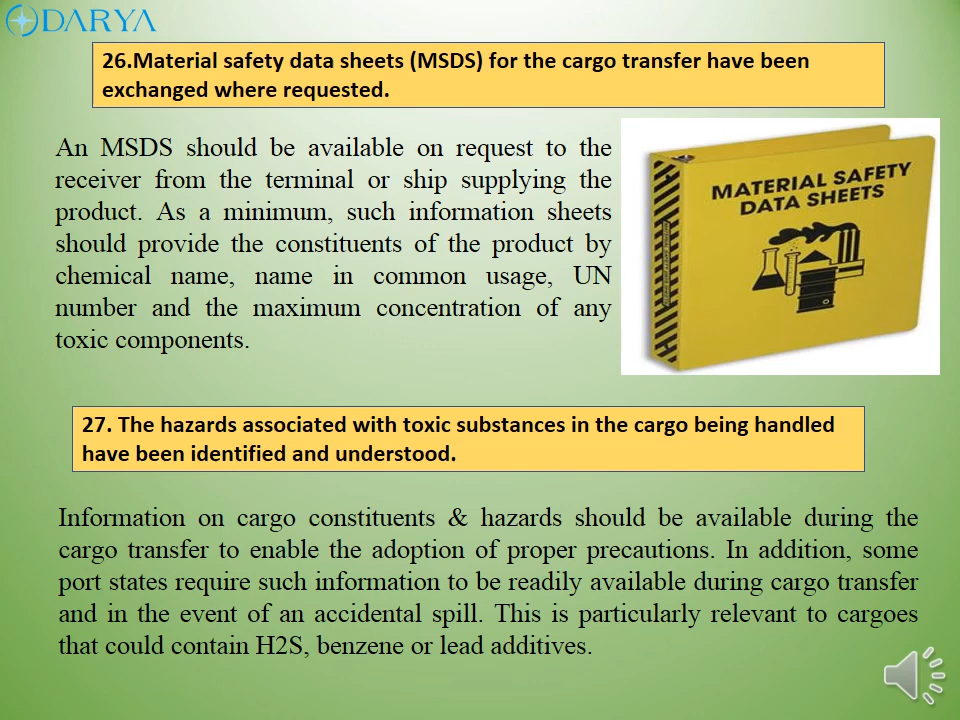 DARYA
26.Material safety data sheets (MSDS) for the cargo transfer have been
exchanged where requested.
An MSDS should be available on request to the
receiver from the terminal or ship supplying the
product. As a minimum, such information sheets
should provide the constituents of the product by
chemical name, name in common usage, UN
number and the maximum concentration of any
toxic components.
MATERIAL SAFETY
DATA SHEETS
27. The hazards associated with toxic substances in the cargo being handled
have been identified and understood.
Information on cargo constituents & hazards should be available during the
cargo transfer to enable the adoption of proper precautions. In addition, some
port states require such information to be readily available during cargo transfer
and in the event of an accidental spill. This is particularly relevant to cargoes
that could contain H2S, benzene or lead additives.